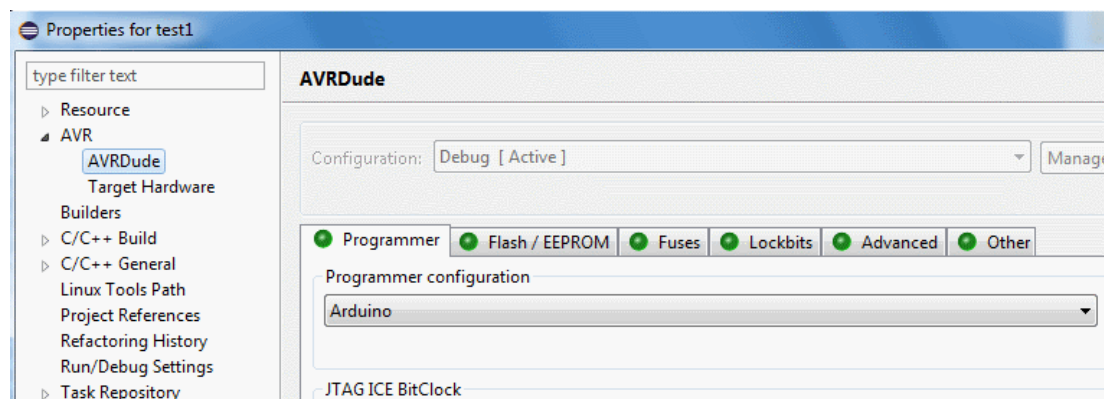 Properties for test1
type filter text
Resource
AVR
AVRDude
Target Hardware
Builders
C/C++ Build
C/C++ General
Linux Tools Path
Project References
Refactoring History
Run/Debug Settings
Task Repository
AVRDude
Configuration: Debug [ Active ] Manage
Programmer Flash / EEPROM Fuses Lockbits Advanced Other
Programmer configuration
Arduino
JTAG ICE BitClock